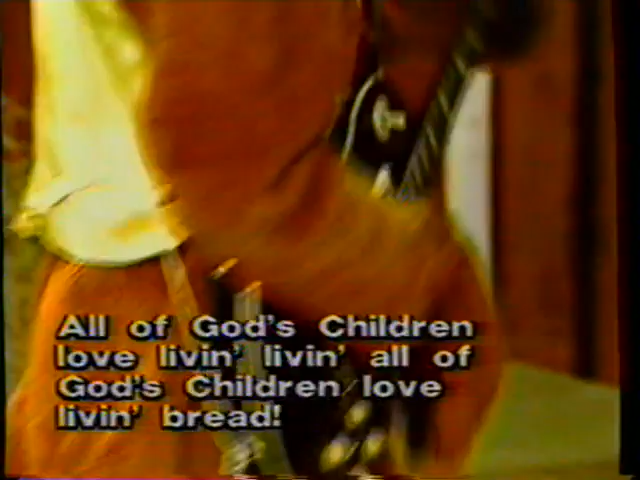 All of God's Children
love livin' livin' all of
God's Children love
livin' bread!